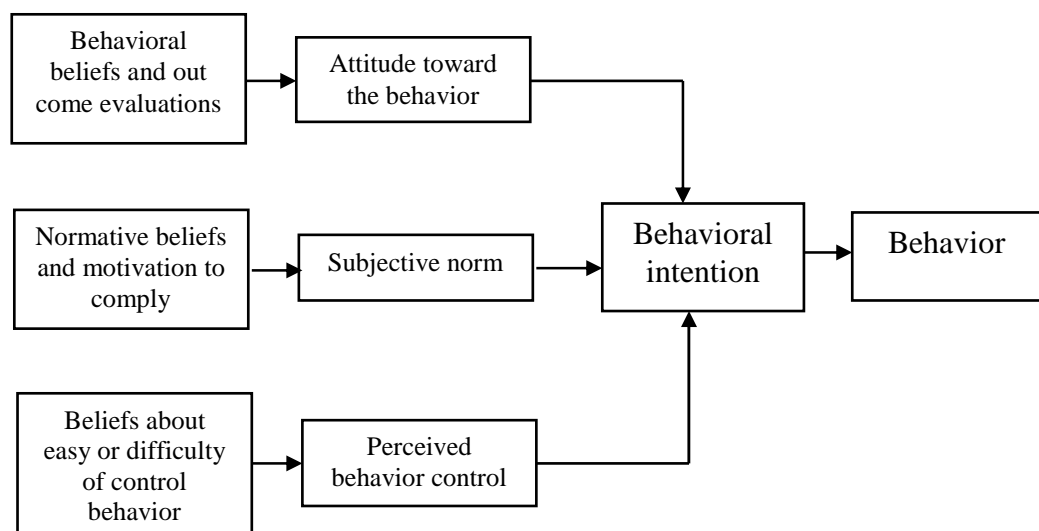 Behavioral
beliefs and out
come evaluations
Attitude toward
the behavior
Normative beliefs
and motivation to
comply
Subjective norm
Behavioral
intention
Behavior
Beliefs about
easy or difficulty
of control
behavior
Perceived
behavior control